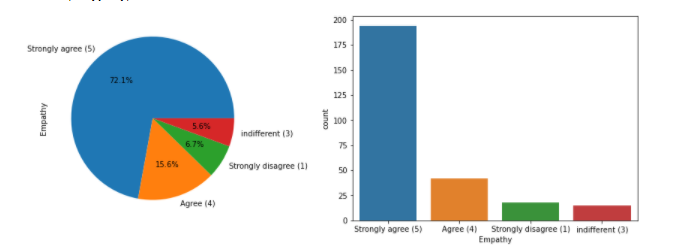 Strongly agree (5)
72.1%
Empathy
5.6%
indifferent (3)
6.7%
15.6%
Strongly disagree (1)
Agree (4)
200
175
150
125
100
75
50
25
0
count
Strongly agree (5) Agree (4) Strongly disagree (1) indifferent (3)
Empathy